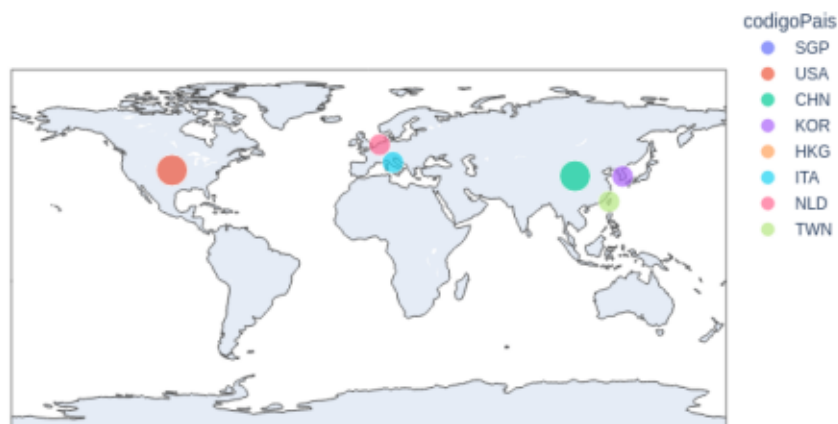 codigoPais
SGP
USA
CHN
KOR
HKG
ITA
NLD
TWN